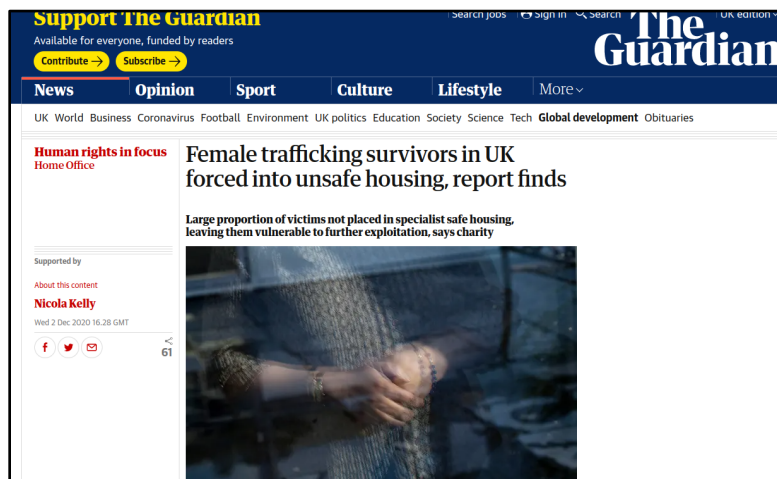 Support The Guardian
Available for everyone, funded by readers
Contribute → Subscribe →
Search jobs Sign in Search UK edition
The Guardian
News Opinion Sport Culture Lifestyle More
UK World Business Coronavirus Football Environment UK politics Education Society Science Tech Global development Obituaries
Human rights in focus
Home Office
Female trafficking survivors in UK
forced into unsafe housing, report finds
Large proportion of victims not placed in specialist safe housing,
leaving them vulnerable to further exploitation, says charity
Supported by
About this content
Nicola Kelly
Wed 2 Dec 2020 16.28 GMT
61